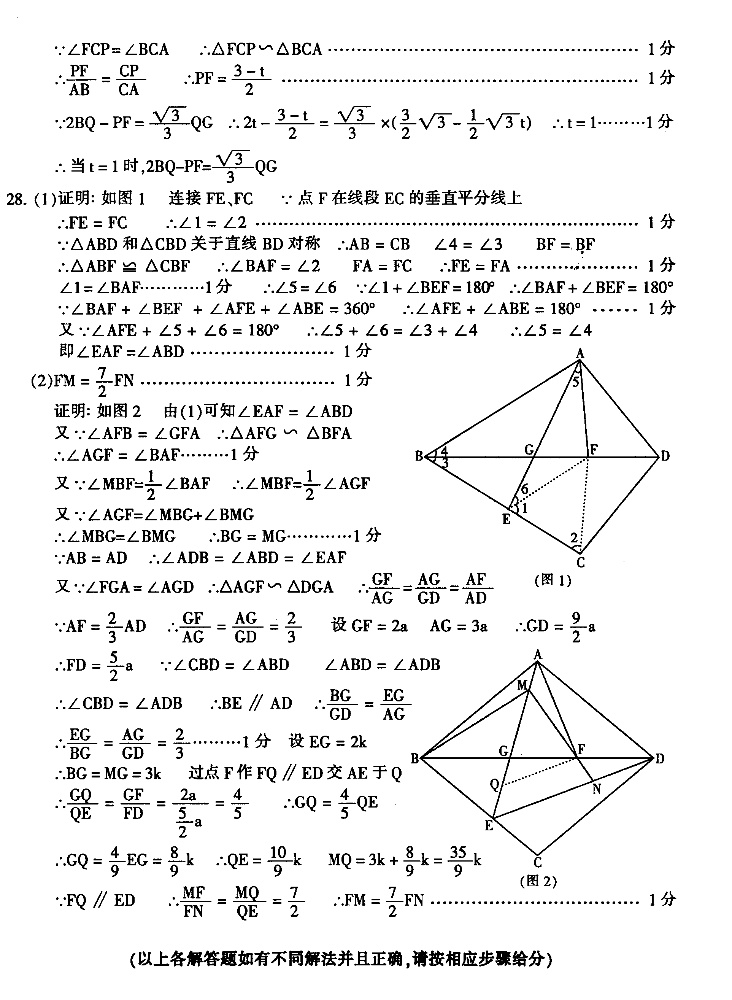 ∵∠FCP=∠BCA ∴△FCP∽△BCA …………………………………………… 1分
∴PF/AB = CP/CA ∴PF = (3-t)/2 …………………………………………… 1分
∵2BQ-PF = (√3/3)QG ∴2t-(3-t)/2 = (√3/3)×((3/2)√3-(1/2)√3t) ∴t=1………1分
∴当t=1时,2BQ-PF=(√3/3)QG
28.(1)证明:如图1 连接FE、FC ∵点F在线段EC的垂直平分线上
∴FE=FC ∴∠1=∠2 …………………………………………… 1分
∵△ABD和△CBD关于直线BD对称 ∴AB=CB ∠4=∠3 BF=BF
∴△ABF≌△CBF ∴∠BAF=∠2 FA=FC ∴FE=FA ………………… 1分
∠1=∠BAF…………1分 ∴∠5=∠6 ∵∠1+∠BEF=180° ∴∠BAF+∠BEF=180°
∵∠BAF+∠BEF+∠AFE+∠ABE=360° ∴∠AFE+∠ABE=180° …… 1分
又∵∠AFE+∠5+∠6=180° ∴∠5+∠6=∠3+∠4 ∴∠5=∠4
即∠EAF=∠ABD …………………… 1分
(2)FM=(7/2)FN …………………………… 1分
证明:如图2 由(1)可知∠EAF=∠ABD
又∵∠AFB=∠GFA ∴△AFG∽△BFA
∴∠AGF=∠BAF………1分
又∵∠MBF=(1/2)∠BAF ∴∠MBF=(1/2)∠AGF
又∵∠AGF=∠MBG+∠BMG
∴∠MBG=∠BMG ∴BG=MG…………1分
∵AB=AD ∴∠ADB=∠ABD=∠EAF
又∵∠FGA=∠AGD ∴△AGF∽△DGA ∴GF/AG = AG/GD = AF/AD
∵AF=(2/3)AD ∴GF/AG = AG/GD = 2/3 设GF=2a AG=3a ∴GD=(9/2)a
∴FD=(5/2)a ∵∠CBD=∠ABD ∠ABD=∠ADB
∴∠CBD=∠ADB ∴BE∥AD ∴BG/GD = EG/AG
∴EG/BG = AG/GD = 2/3………1分 设EG=2k
∴BG=MG=3k 过点F作FQ∥ED交AE于Q
∴GQ/QE = GF/FD = 2a/((5/2)a) = 4/5 ∴GQ=(4/5)QE
∴GQ=(4/9)EG=(8/9)k ∴QE=(10/9)k MQ=3k+(8/9)k=(35/9)k
∵FQ∥ED ∴MF/FN = MQ/QE = 7/2 ∴FM=(7/2)FN …………………………… 1分
A
5
B
4
3
G
F
D
6
1
E
2
C
(图1)
A
M
B
G
F
D
Q
N
E
C
(图2)
(以上各解答题如有不同解法并且正确,请按相应步骤给分)